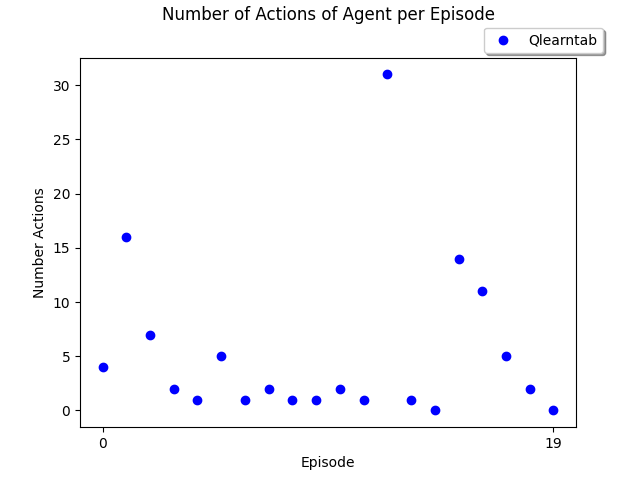 Number of Actions of Agent per Episode
Qlearntab
30
25
20
15
10
5
0
Number Actions
0 19
Episode